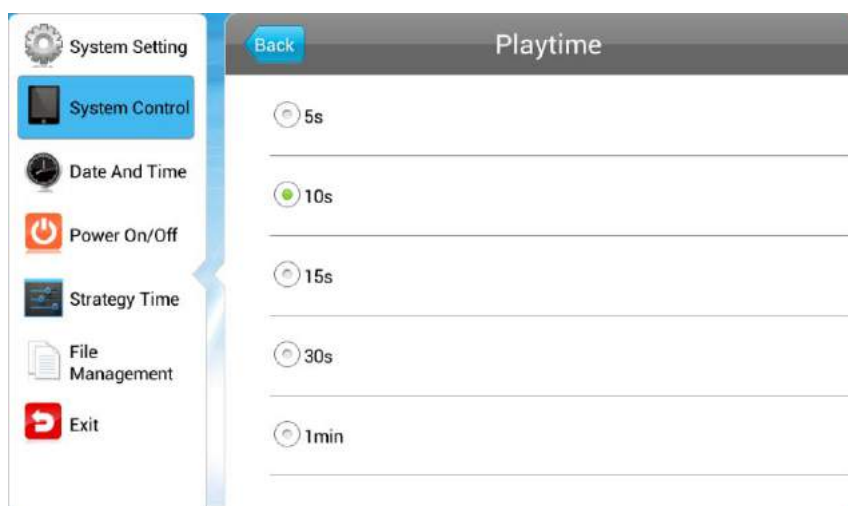 System Setting
System Control
Date And Time
Power On/Off
Strategy Time
File
Management
Exit
Back
Playtime
5s
10s
15s
30s
1min